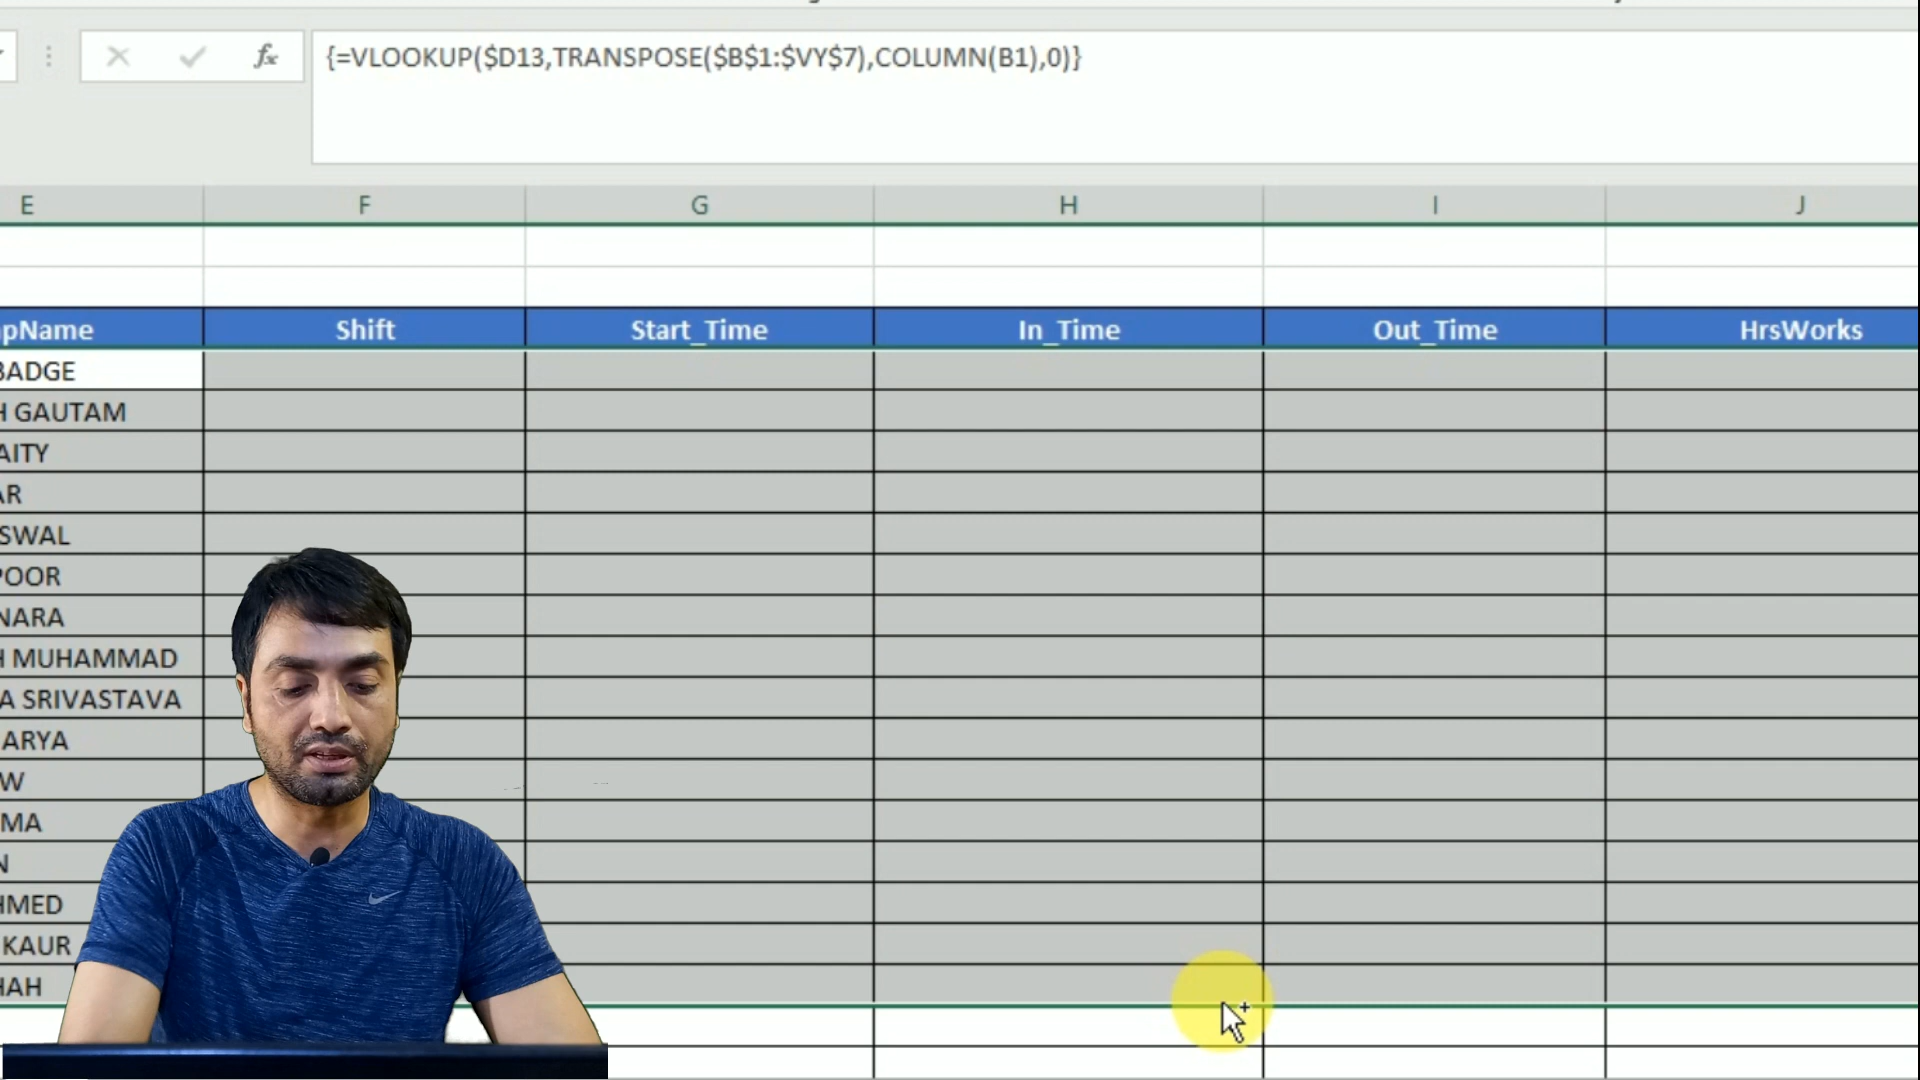 fx {=VLOOKUP($D13,TRANSPOSE($B$1:$VY$7),COLUMN(B1),0)}
E F G H I J
pName Shift Start_Time In_Time Out_Time HrsWorks
BADGE
H GAUTAM
AITY
AR
SWAL
POOR
NARA
H MUHAMMAD
A SRIVASTAVA
ARYA
W
MA
N
HMED
KAUR
HAH